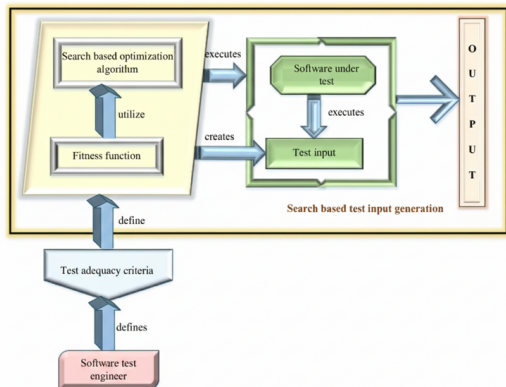 Search based optimization
algorithm
utilize
Fitness function
executes
creates
Software under
test
executes
Test input
O
U
T
P
U
T
Search based test input generation
define
Test adequacy criteria
defines
Software test
engineer